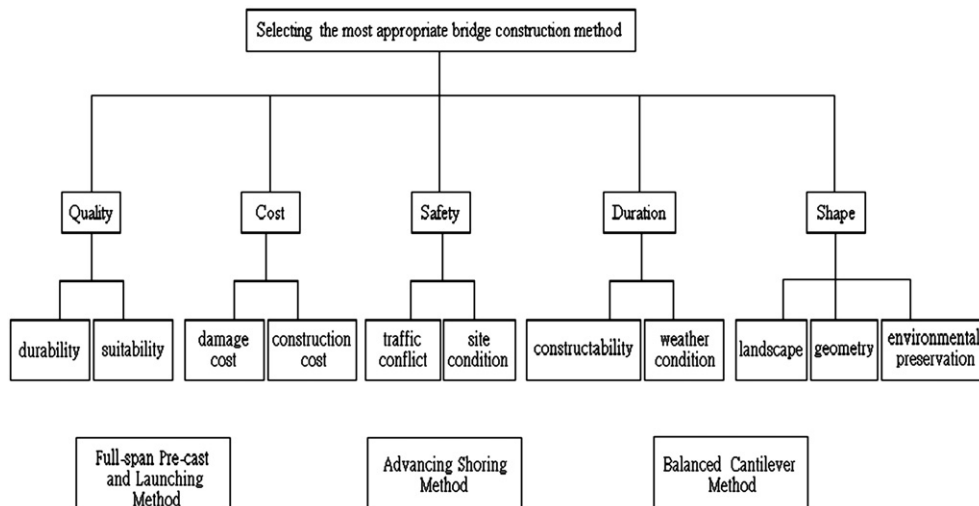 Selecting the most appropriate bridge construction method
Quality
Cost
Safety
Duration
Shape
durability
suitability
damage
cost
construction
cost
traffic
conflict
site
condition
constructability
weather
condition
landscape
geometry
environmental
preservation
Full-span Pre-cast
and Launching
Method
Advancing Shoring
Method
Balanced Cantilever
Method